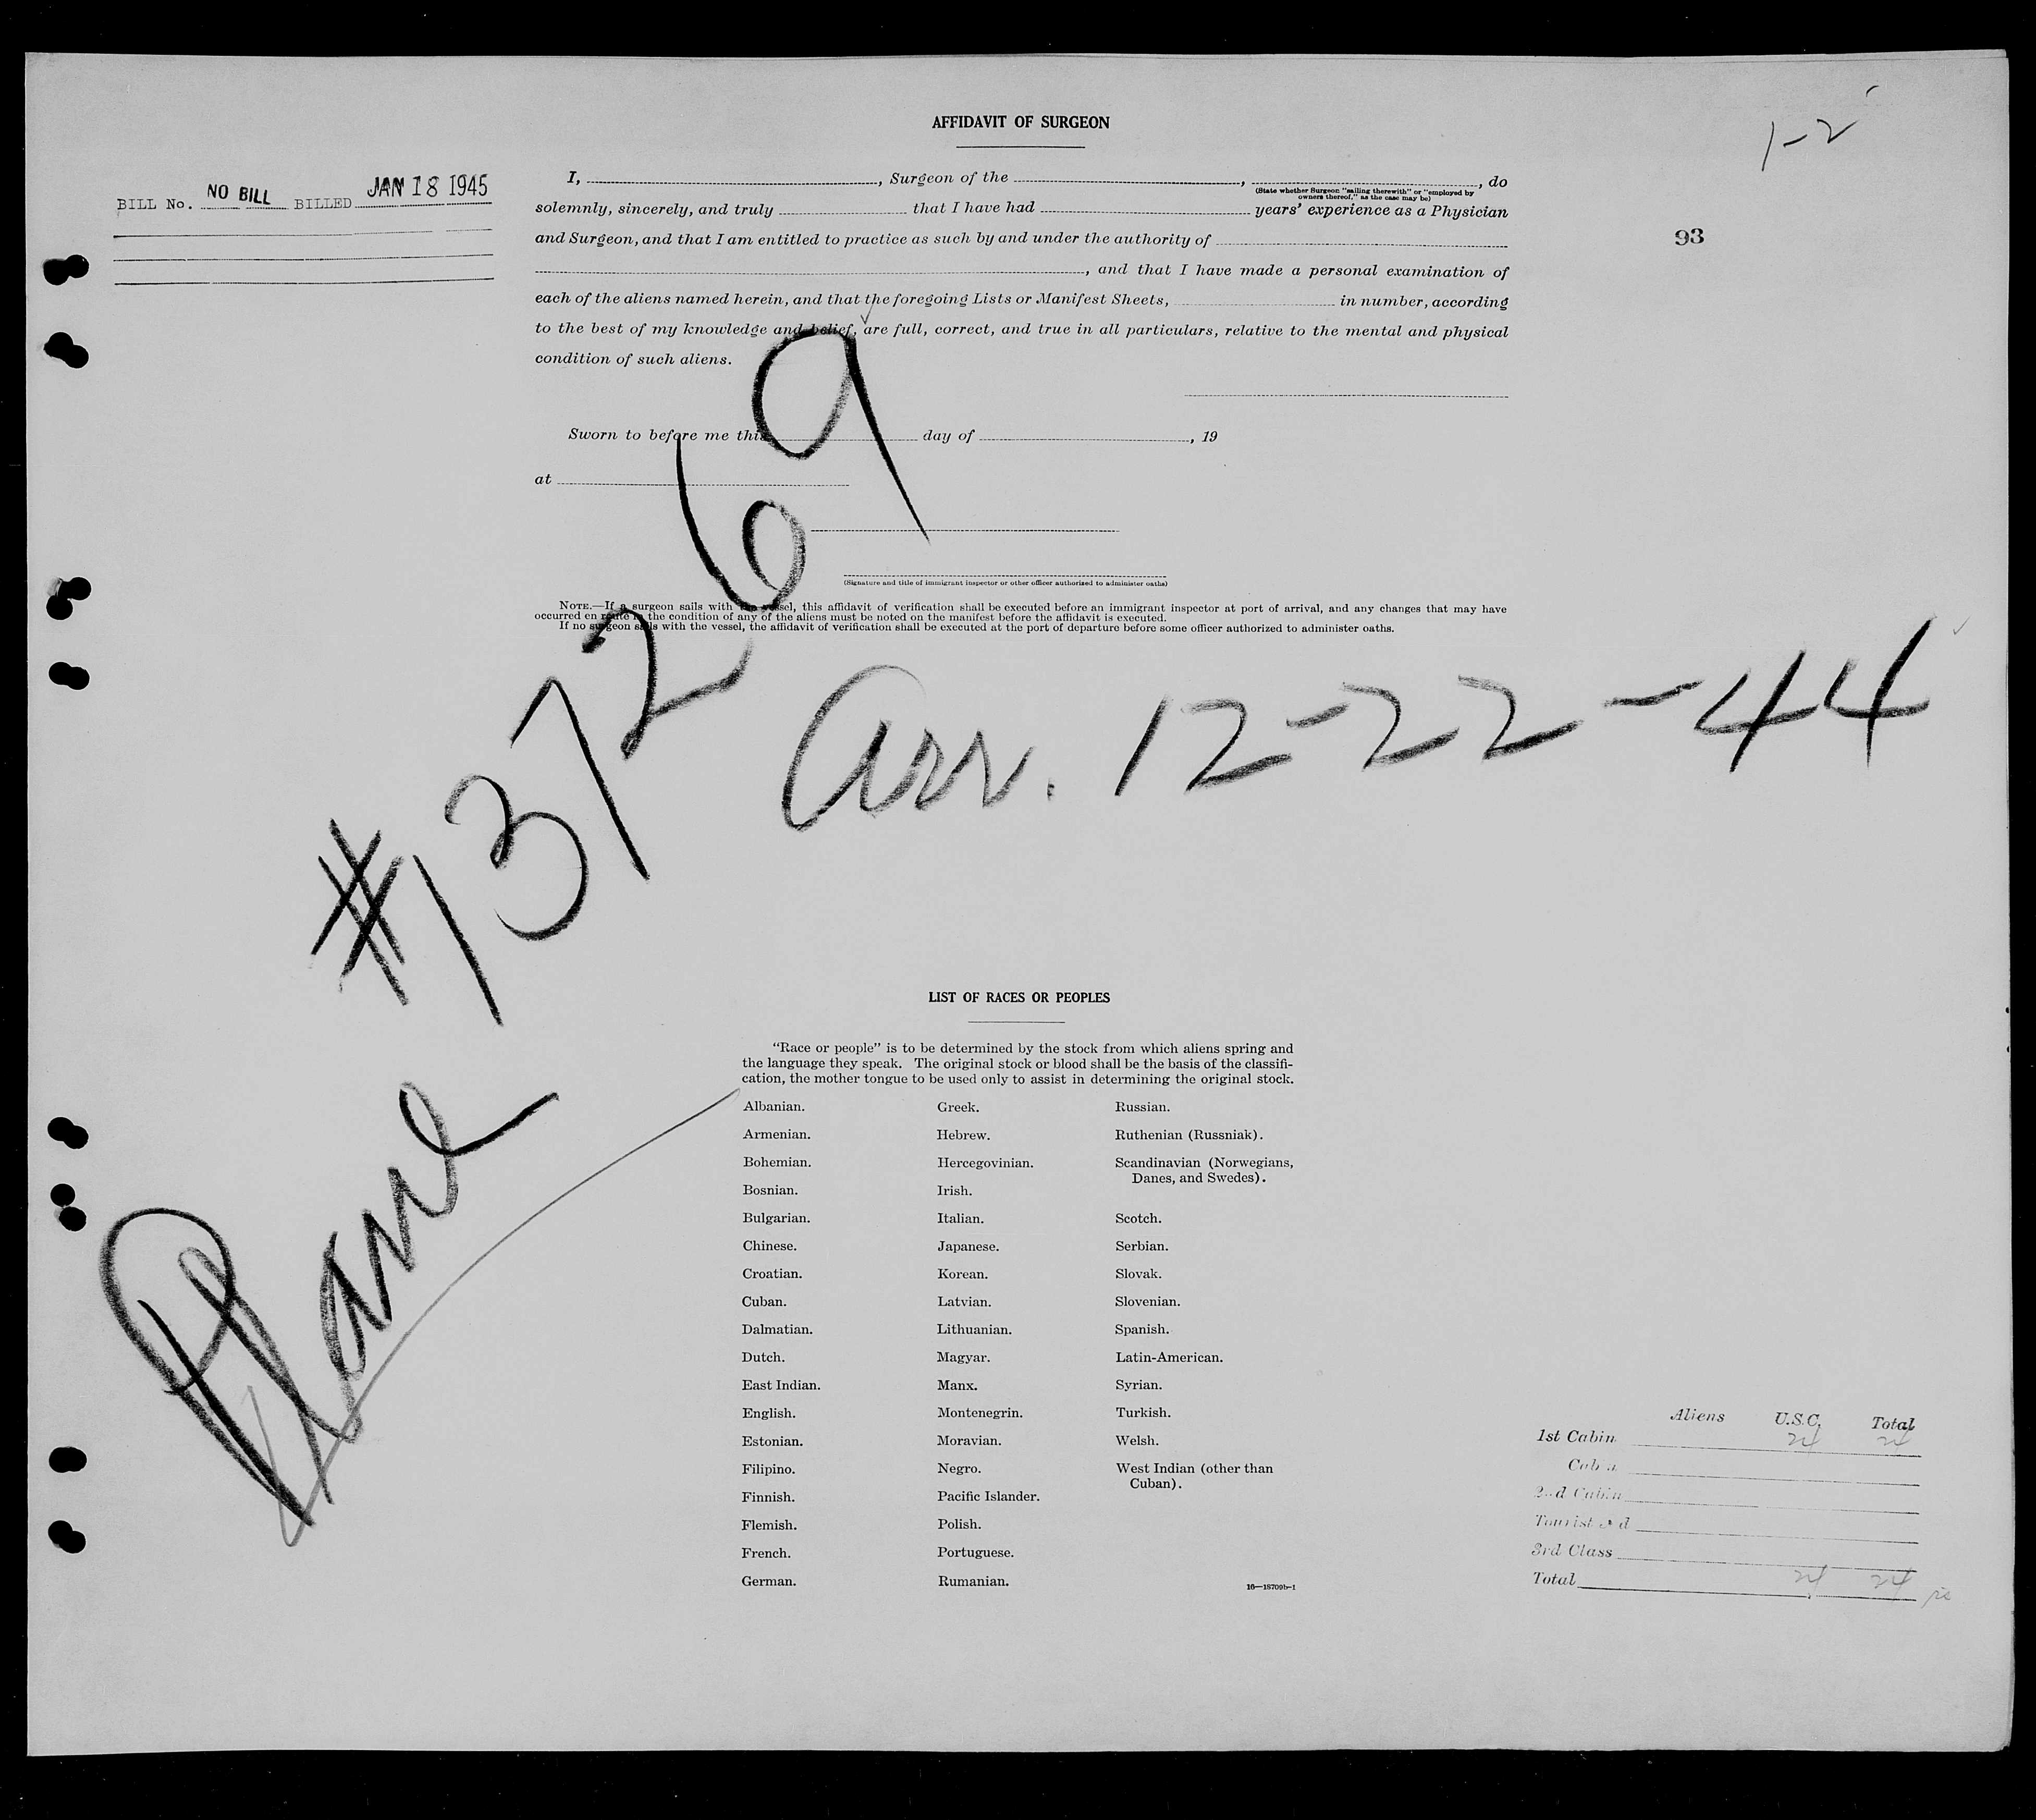 AFFIDAVIT OF SURGEON
1-2
BILL No. NO BILL BILLED JAN 18 1945
93
I, , Surgeon of the , , do
(State whether Surgeon "sailing therewith" or "employed by
owners thereof," as the case may be)
solemnly, sincerely, and truly that I have had years' experience as a Physician
and Surgeon, and that I am entitled to practice as such by and under the authority of
, and that I have made a personal examination of
each of the aliens named herein, and that the foregoing Lists or Manifest Sheets, in number, according
to the best of my knowledge and belief, are full, correct, and true in all particulars, relative to the mental and physical
condition of such aliens.
Sworn to before me this day of , 19
at
(Signature and title of immigrant inspector or other officer authorized to administer oaths)
NOTE.—If a surgeon sails with the vessel, this affidavit of verification shall be executed before an immigrant inspector at port of arrival, and any changes that may have
occurred en route in the condition of any of the aliens must be noted on the manifest before the affidavit is executed.
If no surgeon sails with the vessel, the affidavit of verification shall be executed at the port of departure before some officer authorized to administer oaths.
Plane #137269
arr. 12-22-44
LIST OF RACES OR PEOPLES
"Race or people" is to be determined by the stock from which aliens spring and
the language they speak. The original stock or blood shall be the basis of the classifi-
cation, the mother tongue to be used only to assist in determining the original stock.
Albanian.
Armenian.
Bohemian.
Bosnian.
Bulgarian.
Chinese.
Croatian.
Cuban.
Dalmatian.
Dutch.
East Indian.
English.
Estonian.
Filipino.
Finnish.
Flemish.
French.
German.
Greek.
Hebrew.
Hercegovinian.
Irish.
Italian.
Japanese.
Korean.
Latvian.
Lithuanian.
Magyar.
Manx.
Montenegrin.
Moravian.
Negro.
Pacific Islander.
Polish.
Portuguese.
Rumanian.
Russian.
Ruthenian (Russniak).
Scandinavian (Norwegians,
Danes, and Swedes).
Scotch.
Serbian.
Slovak.
Slovenian.
Spanish.
Latin-American.
Syrian.
Turkish.
Welsh.
West Indian (other than
Cuban).
16—18709b-1
Aliens U.S.C. Total
1st Cabin 24 24
Cabin
2nd Cabin
Tourist
3rd Class
Total 24 24